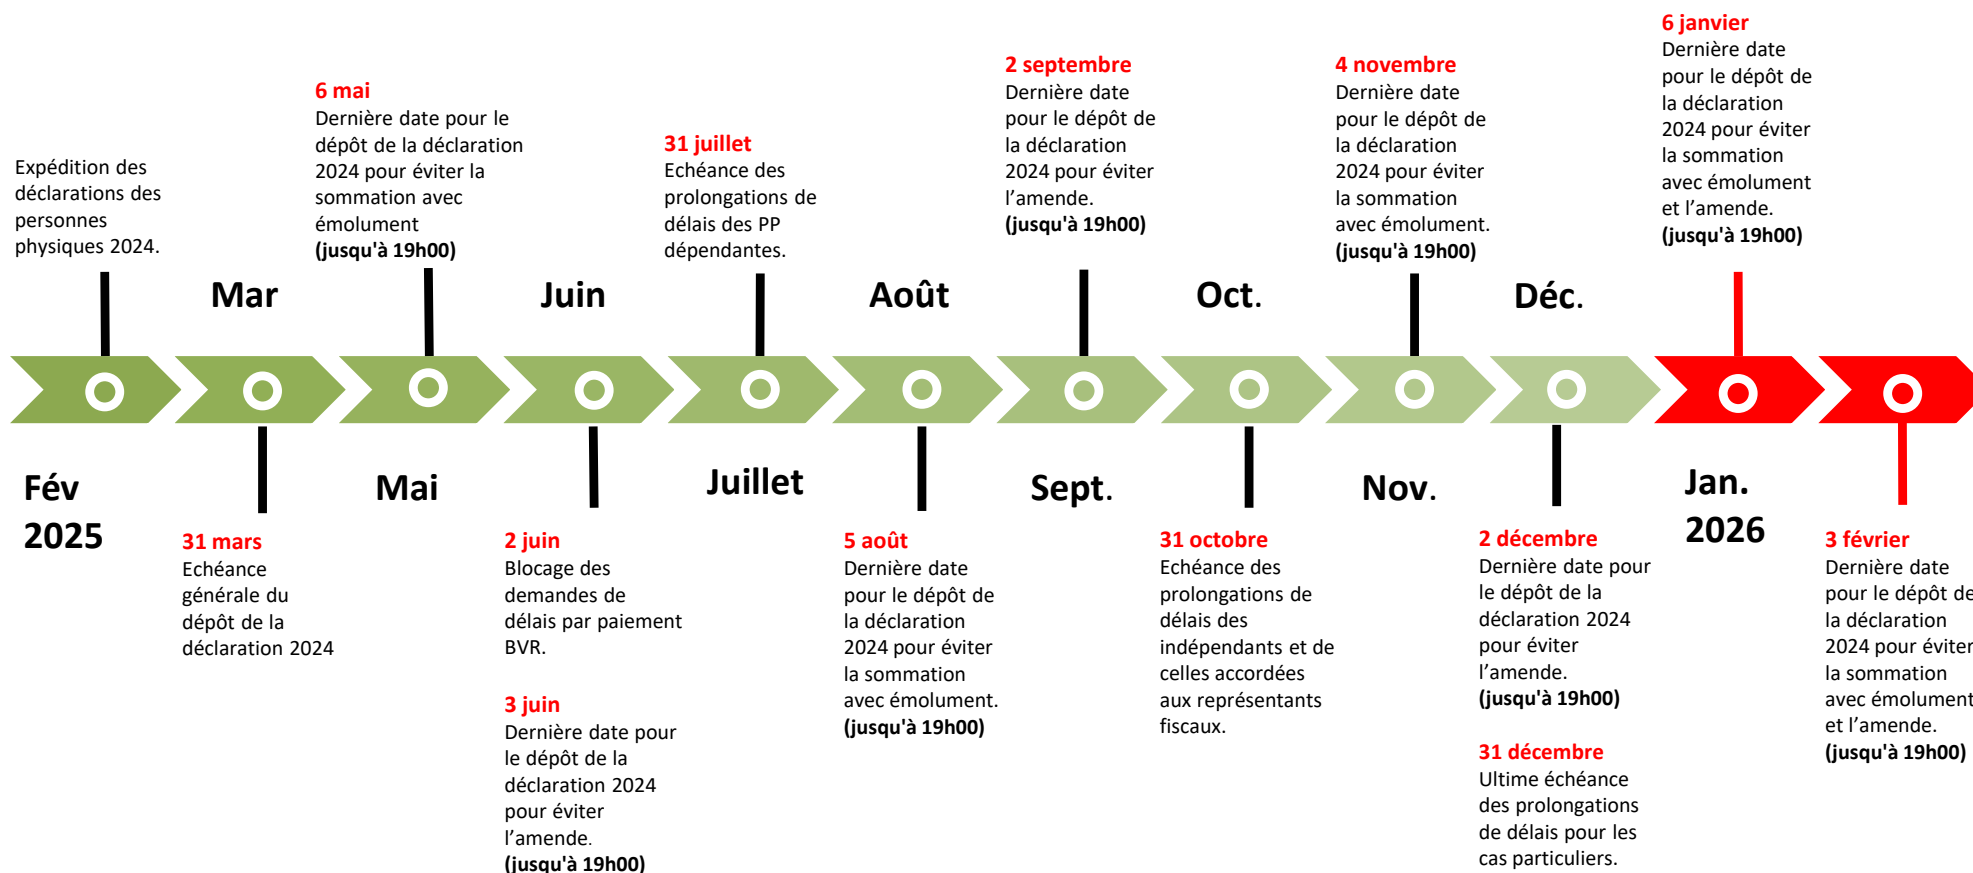 Expédition des
déclarations des
personnes
physiques 2024.
Fév
2025
Mar
31 mars
Echéance
générale du
dépôt de la
déclaration 2024
6 mai
Dernière date pour le
dépôt de la déclaration
2024 pour éviter la
sommation avec
émolument
(jusqu'à 19h00)
Mai
Juin
2 juin
Blocage des
demandes de
délais par paiement
BVR.
3 juin
Dernière date pour
le dépôt de la
déclaration 2024
pour éviter
l’amende.
(jusqu'à 19h00)
31 juillet
Echéance des
prolongations de
délais des PP
dépendantes.
Juillet
Août
5 août
Dernière date
pour le dépôt de
la déclaration
2024 pour éviter
la sommation
avec émolument.
(jusqu'à 19h00)
2 septembre
Dernière date
pour le dépôt de
la déclaration
2024 pour éviter
l’amende.
(jusqu'à 19h00)
Sept.
Oct.
31 octobre
Echéance des
prolongations de
délais des
indépendants et de
celles accordées
aux représentants
fiscaux.
4 novembre
Dernière date
pour le dépôt de
la déclaration
2024 pour éviter
la sommation
avec émolument.
(jusqu'à 19h00)
Nov.
Déc.
2 décembre
Dernière date pour
le dépôt de la
déclaration 2024
pour éviter
l’amende.
(jusqu'à 19h00)
31 décembre
Ultime échéance
des prolongations
de délais pour les
cas particuliers.
6 janvier
Dernière date
pour le dépôt de
la déclaration
2024 pour éviter
la sommation
avec émolument
et l’amende.
(jusqu'à 19h00)
Jan.
2026
3 février
Dernière date
pour le dépôt de
la déclaration
2024 pour éviter
la sommation
avec émolument
et l’amende.
(jusqu'à 19h00)